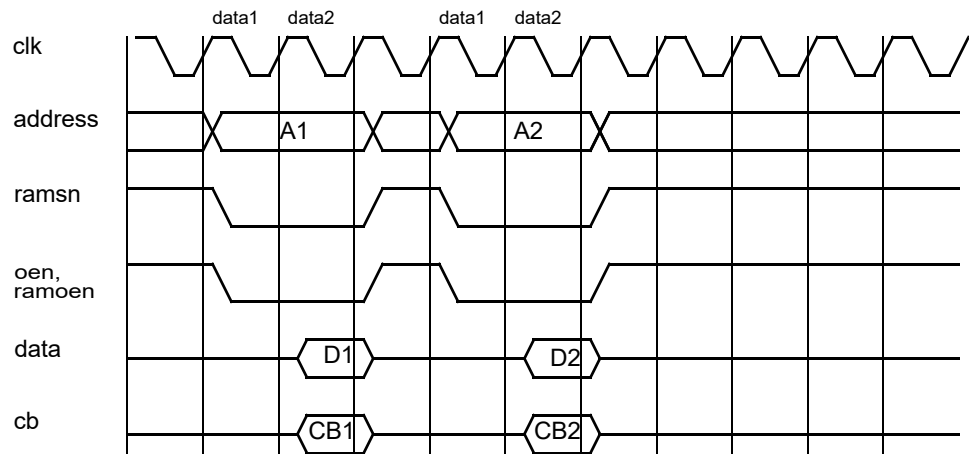 data1 data2 data1 data2
clk
address A1 A2
ramsn
oen,
ramoen
data D1 D2
cb CB1 CB2